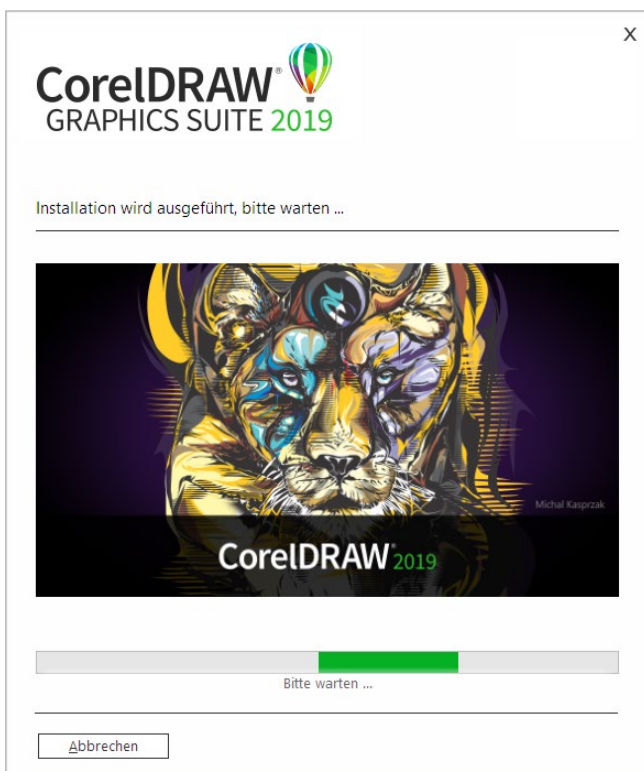 X
CorelDRAW®
GRAPHICS SUITE 2019
Installation wird ausgeführt, bitte warten ...
Michal Kasprzak
CorelDRAW® 2019
Bitte warten ...
Abbrechen